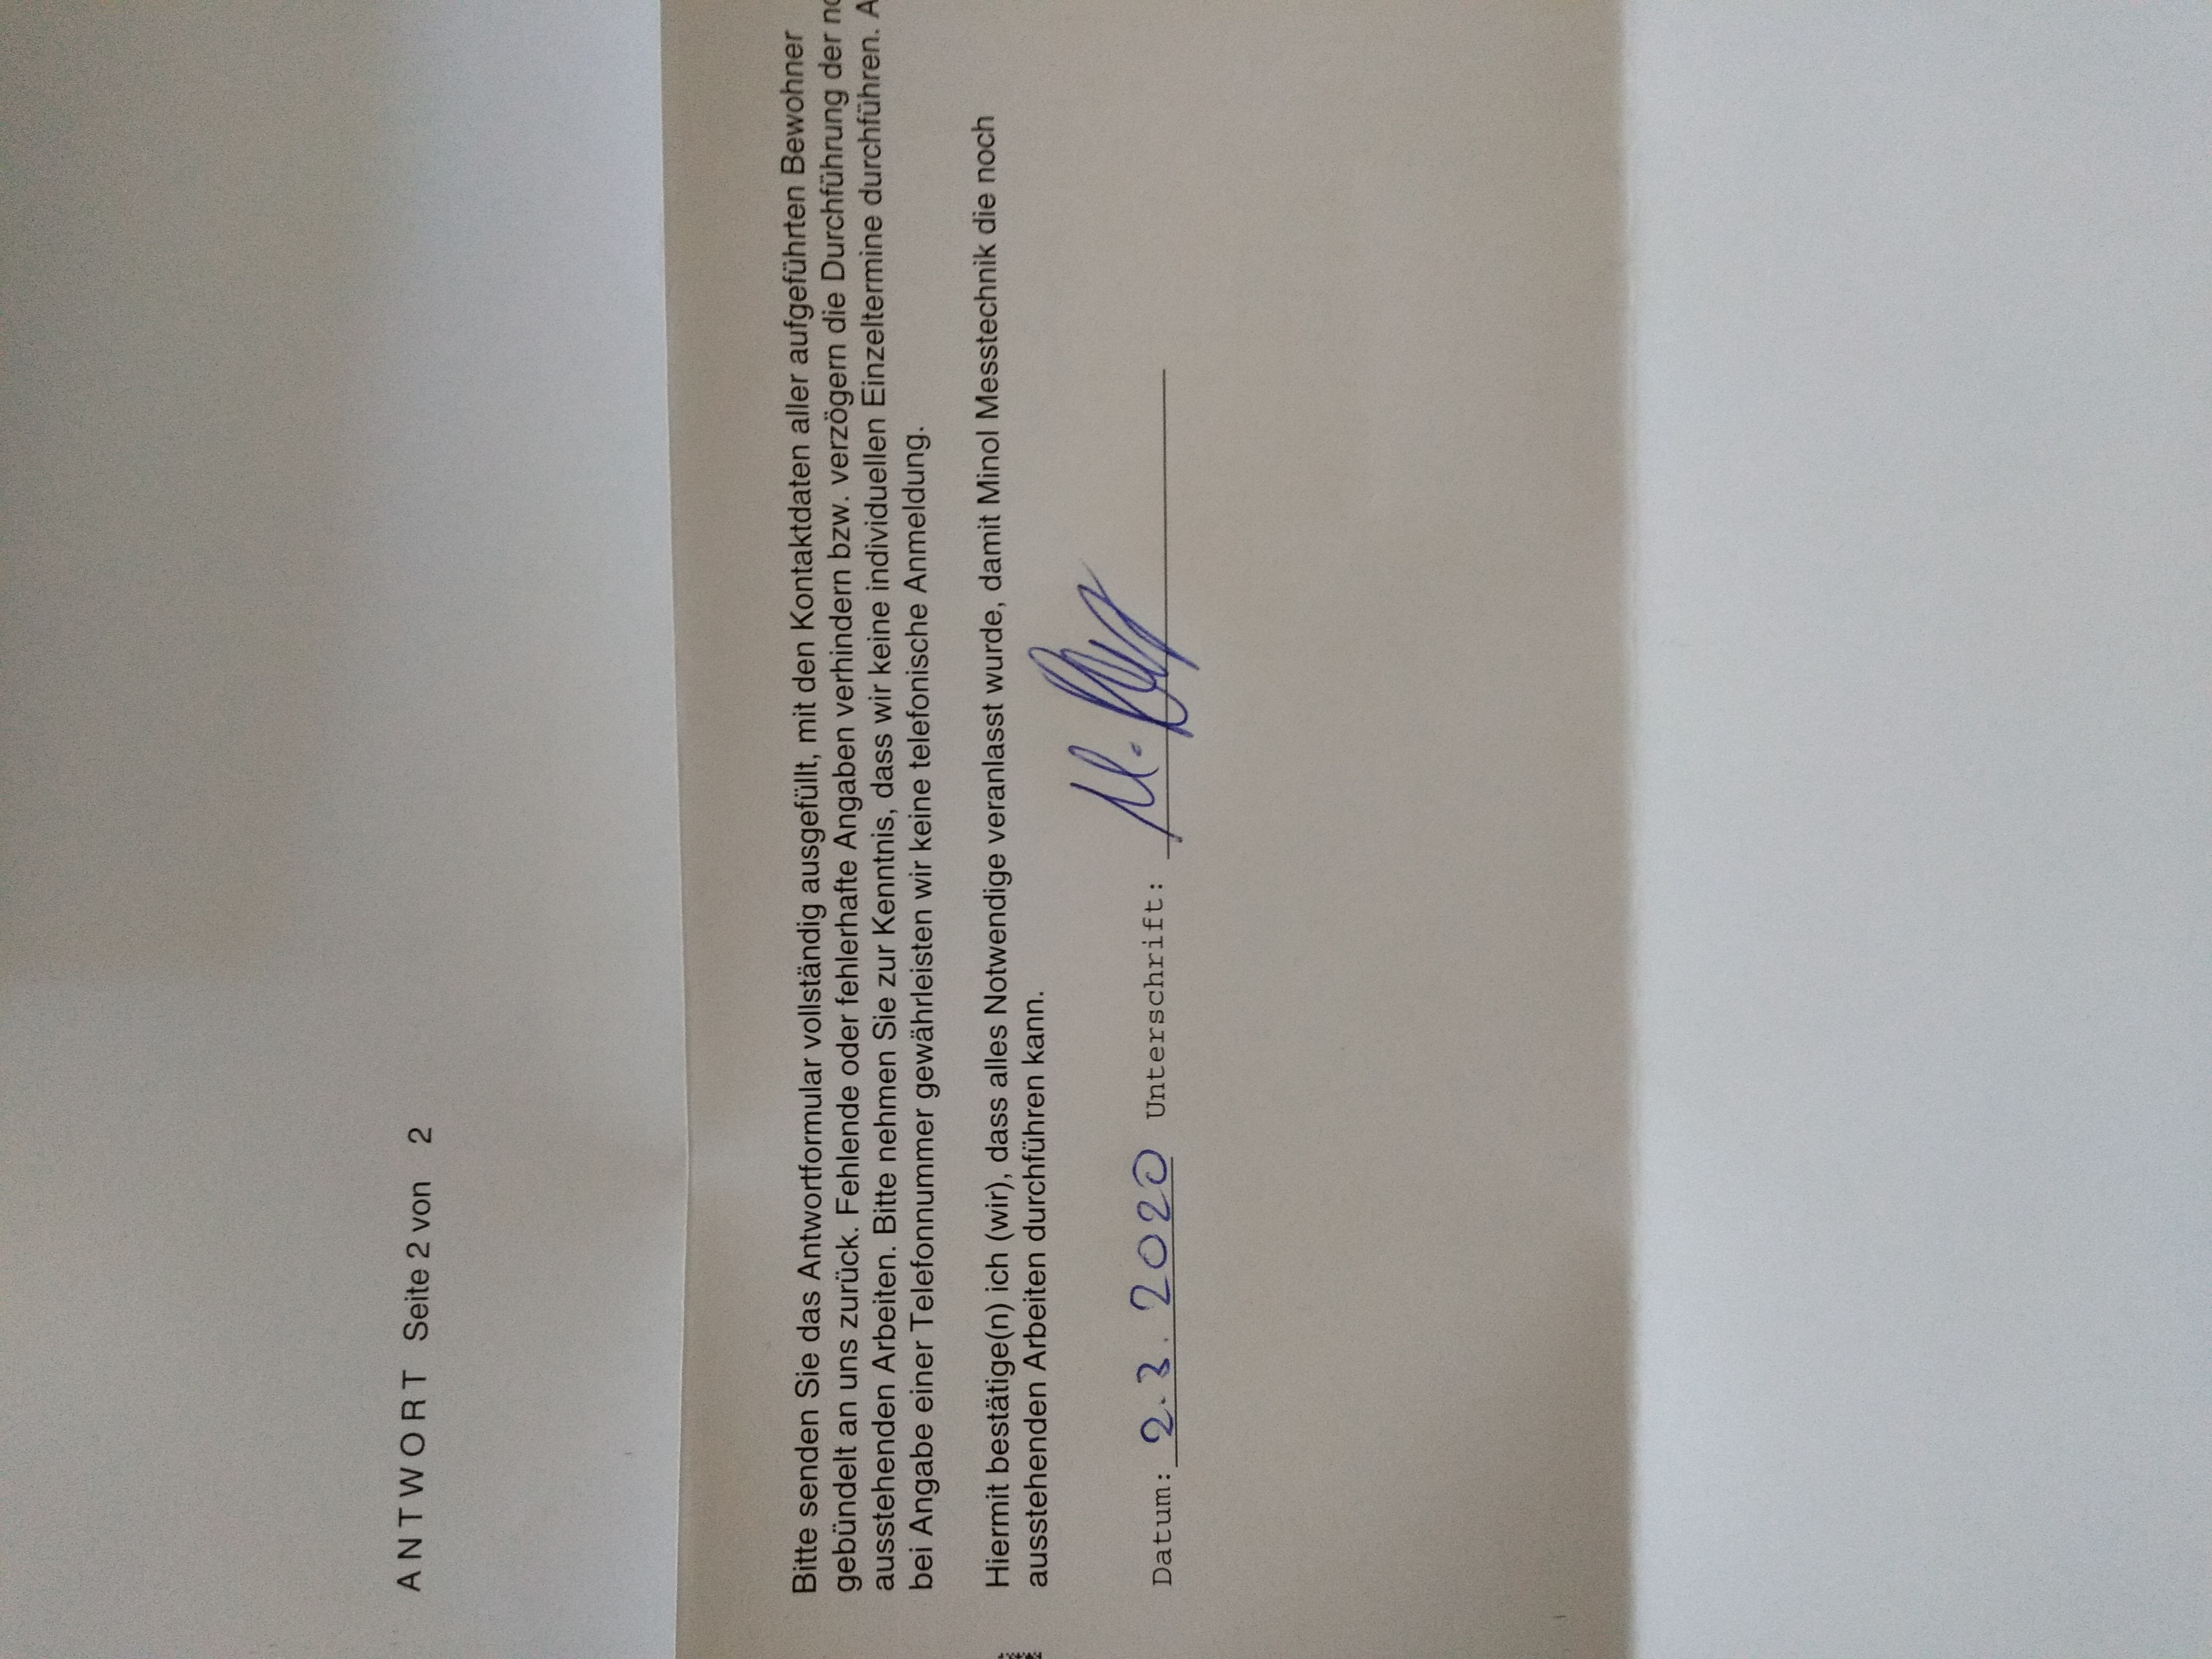 ANTWORT Seite 2 von 2
Bitte senden Sie das Antwortformular vollständig ausgefüllt, mit den Kontaktdaten aller aufgeführten Bewohner
gebündelt an uns zurück. Fehlende oder fehlerhafte Angaben verhindern bzw. verzögern die Durchführung der
ausstehenden Arbeiten. Bitte nehmen Sie zur Kenntnis, dass wir keine individuellen Einzeltermine durchführen.
bei Angabe einer Telefonnummer gewährleisten wir keine telefonische Anmeldung.
Hiermit bestätige(n) ich (wir), dass alles Notwendige veranlasst wurde, damit Minol Messtechnik die noch
ausstehenden Arbeiten durchführen kann.
Datum: 2.3.2020 Unterschrift: